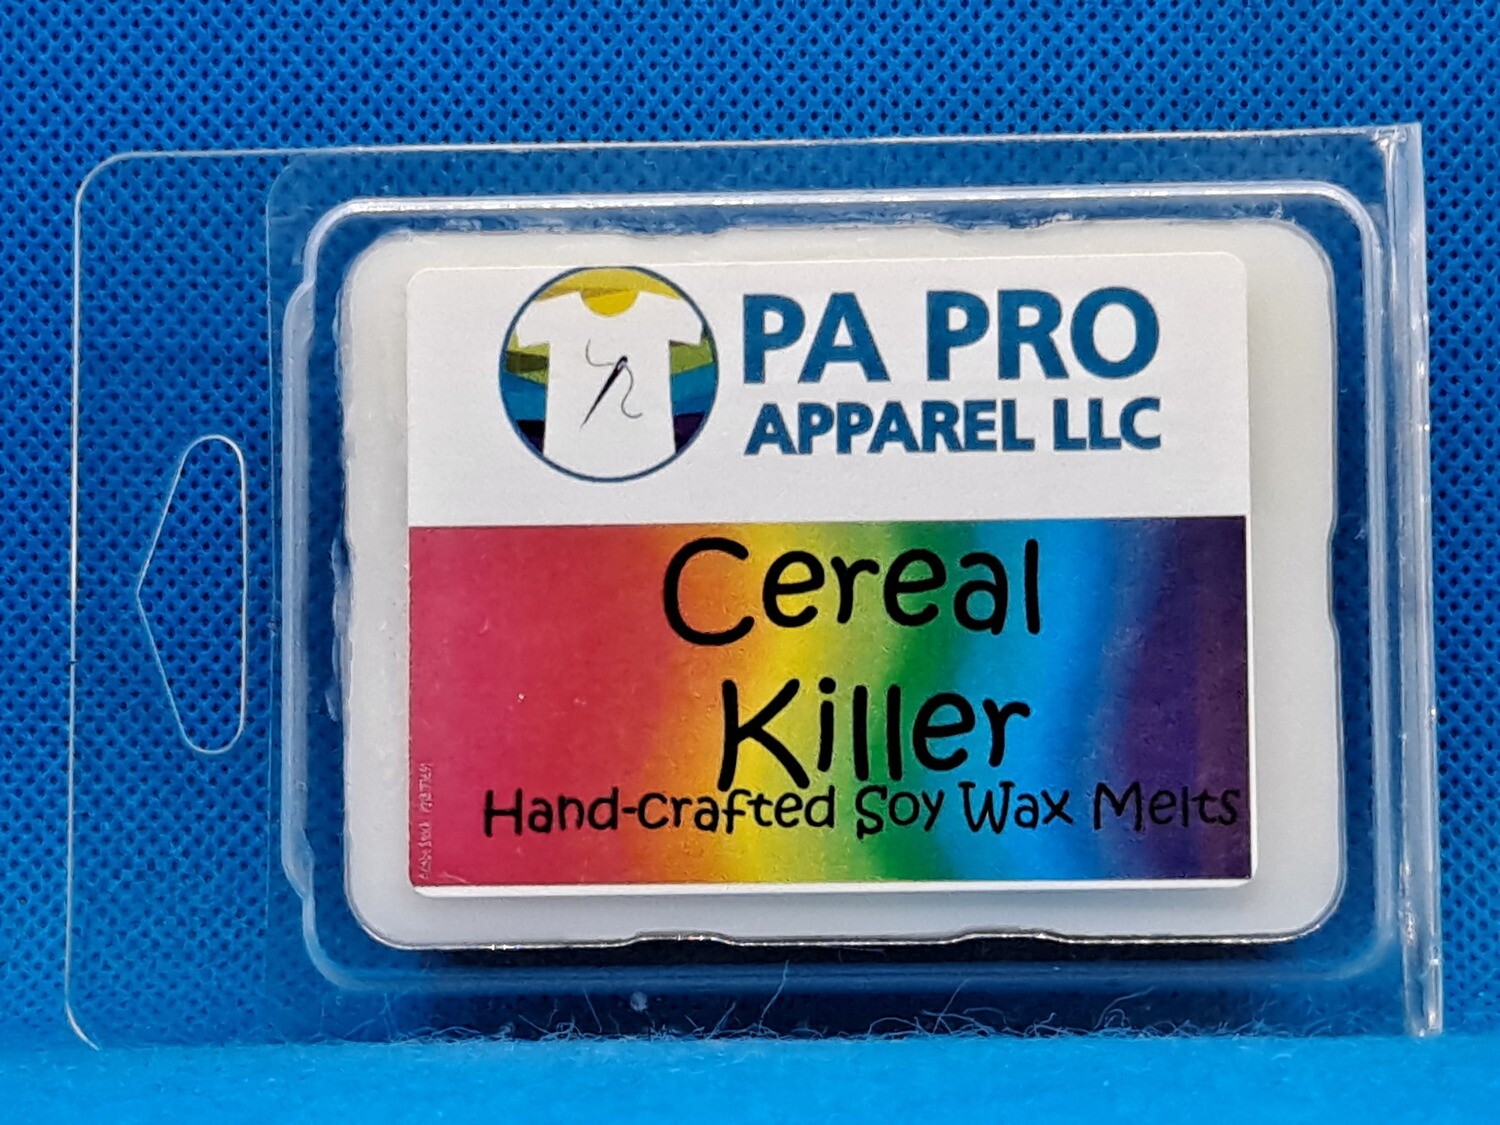 PA PRO
APPAREL LLC
Cereal
Killer
Hand-crafted Soy Wax Melts